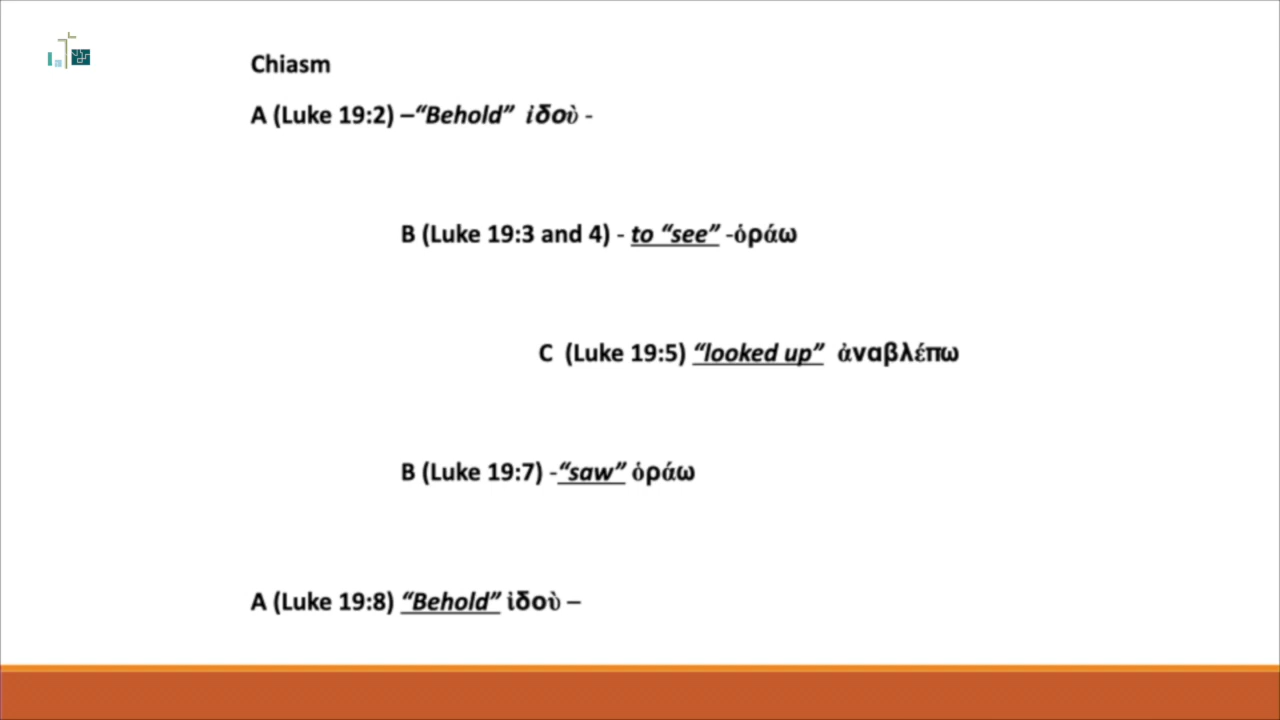 Chiasm
A (Luke 19:2) –“Behold” ἰδοὺ -
B (Luke 19:3 and 4) - to “see” -ὁράω
C (Luke 19:5) “looked up” ἀναβλέπω
B (Luke 19:7) -“saw” ὁράω
A (Luke 19:8) “Behold” ἰδοὺ –